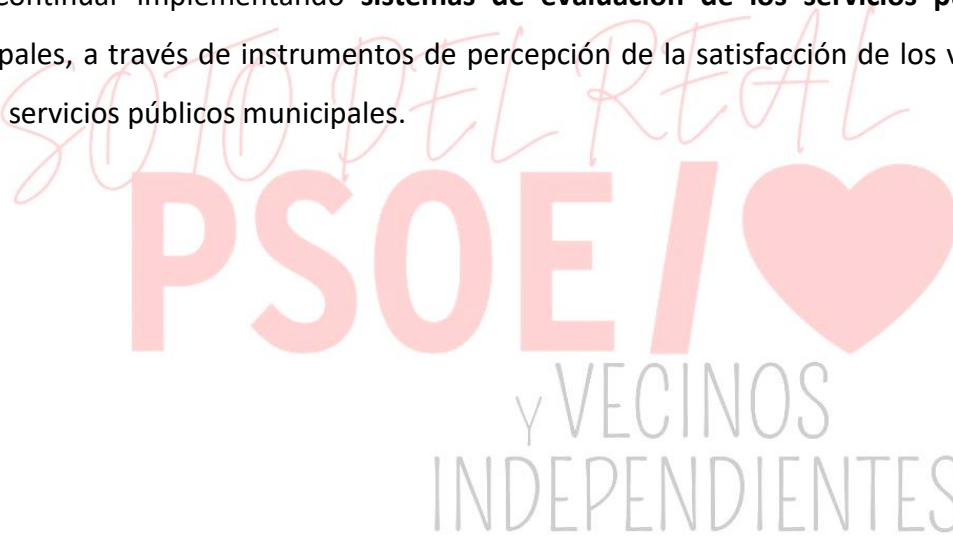 continuar implementando sistemas de evaluación de los servicios
pales, a través de instrumentos de percepción de la satisfacción de los v
servicios públicos municipales.
SOTO DEL REAL
PSOE/
y VECINOS
INDEPENDIENTES